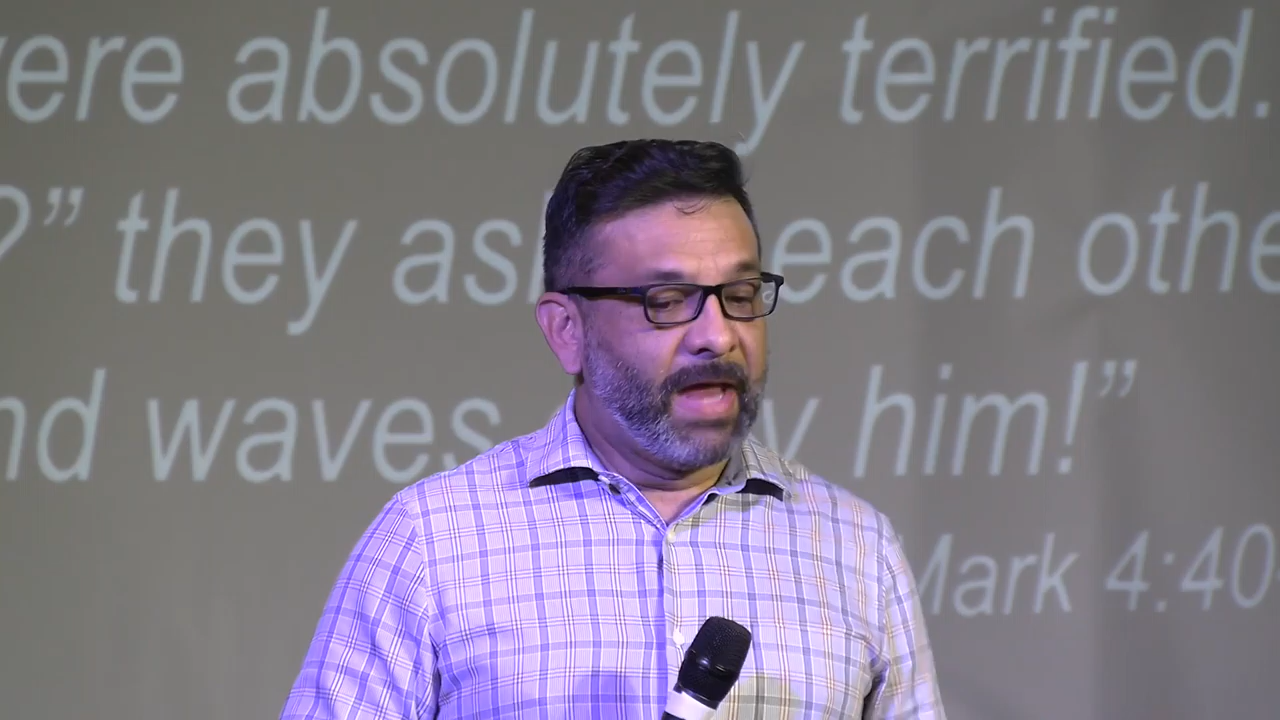 ere absolutely terrified.
?” they as each othe
nd waves y him!”
Mark 4:40